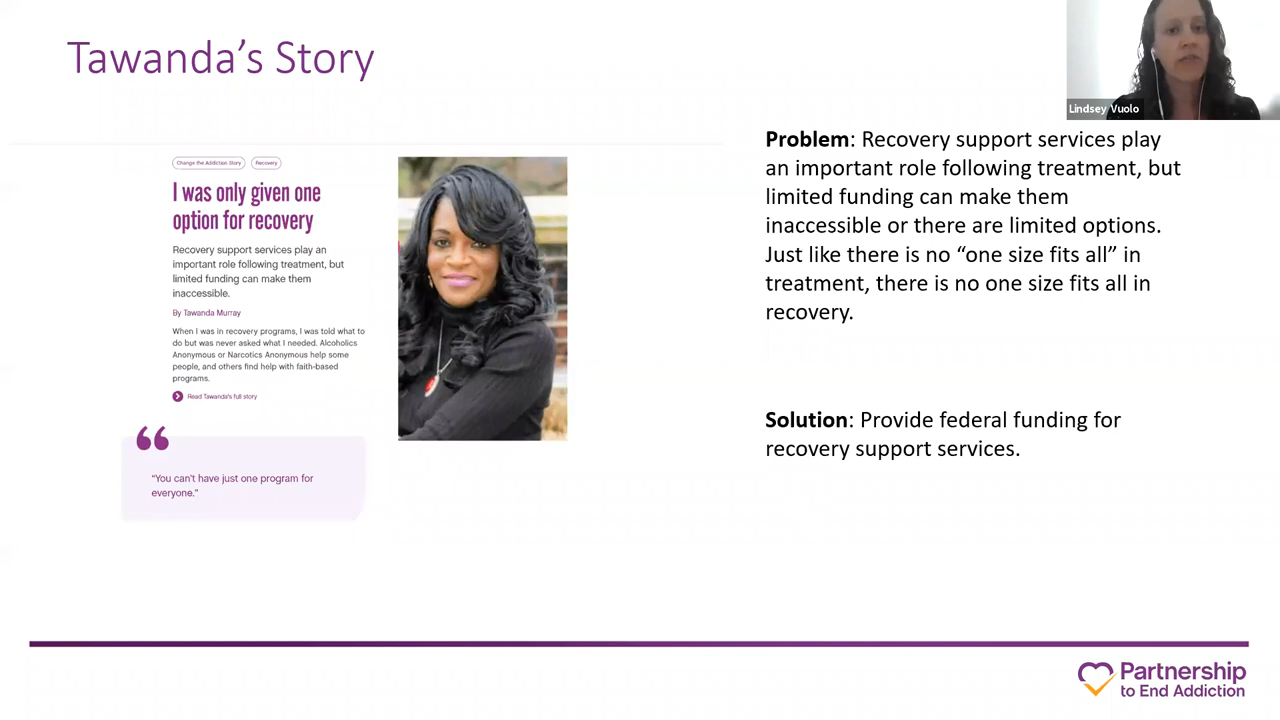 Tawanda’s Story
Lindsey Vuolo
Change the Addiction Story
Recovery
I was only given one
option for recovery
Recovery support services play an
important role following treatment, but
limited funding can make them
inaccessible.
By Tawanda Murray
When I was in recovery programs, I was told what to
do but was never asked what I needed. Alcoholics
Anonymous or Narcotics Anonymous help some
people, and others find help with faith-based
programs.
Read Tawanda's full story
“You can't have just one program for
everyone.”
Problem: Recovery support services play
an important role following treatment, but
limited funding can make them
inaccessible or there are limited options.
Just like there is no “one size fits all” in
treatment, there is no one size fits all in
recovery.
Solution: Provide federal funding for
recovery support services.
Partnership
to End Addiction